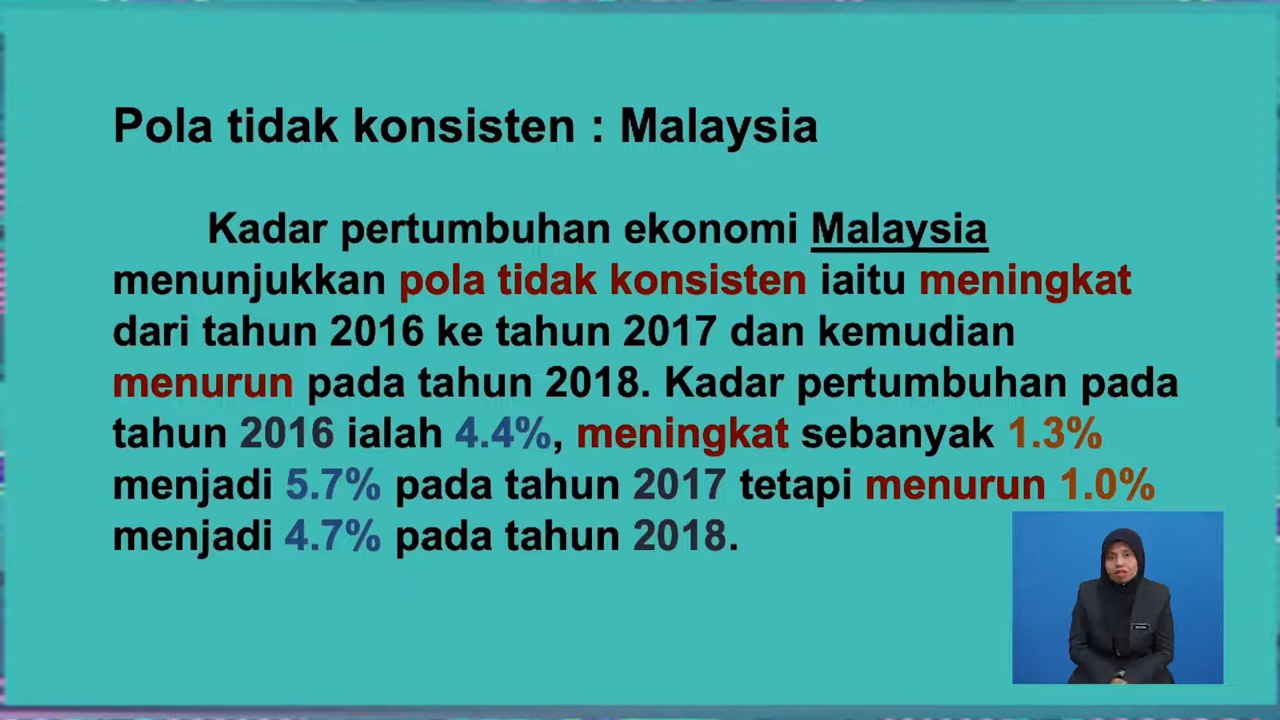 Pola tidak konsisten : Malaysia
Kadar pertumbuhan ekonomi Malaysia
menunjukkan pola tidak konsisten iaitu meningkat
dari tahun 2016 ke tahun 2017 dan kemudian
menurun pada tahun 2018. Kadar pertumbuhan pada
tahun 2016 ialah 4.4%, meningkat sebanyak 1.3%
menjadi 5.7% pada tahun 2017 tetapi menurun 1.0%
menjadi 4.7% pada tahun 2018.